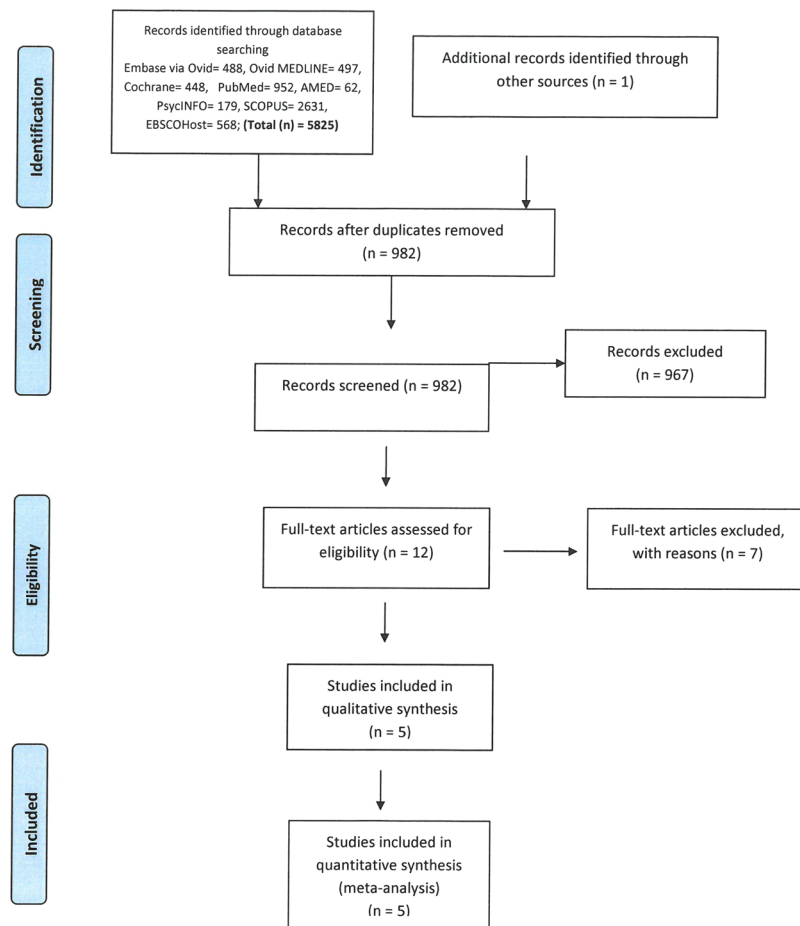 Records identified through database
searching
Embase via Ovid= 488, Ovid MEDLINE= 497,
Cochrane= 448, PubMed= 952, AMED= 62,
PsycINFO= 179, SCOPUS= 2631,
EBSCOHost= 568; (Total (n) = 5825)
Additional records identified through
other sources (n = 1)
Identification
Records after duplicates removed
(n = 982)
Screening
Records screened (n = 982)
Records excluded
(n = 967)
Eligibility
Full-text articles assessed for
eligibility (n = 12)
Full-text articles excluded,
with reasons (n = 7)
Studies included in
qualitative synthesis
(n = 5)
Included
Studies included in
quantitative synthesis
(meta-analysis)
(n = 5)